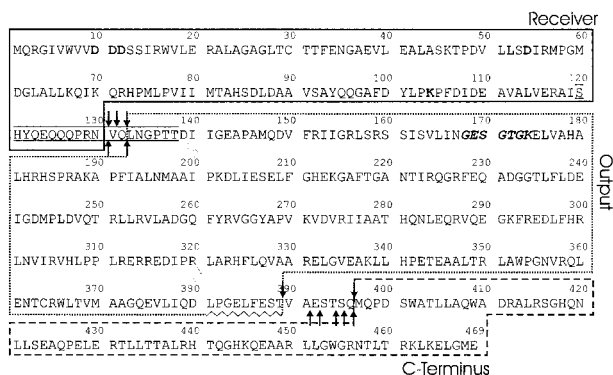 Receiver
10 20 30 40 50 60
MQRGIVWVVD DDSSIRWVLE RALAGAGLTC TTFENGAEVL EALASKTPDV LLSDIRMPGM
70 80 90 100 110 120
DGLALLKQIK QRHPMLPVII MTAHSDLDAA VSAYQQGAFD YLPKPFDIDE AVALVERAIS
130 140 150 160 170 180
HYQEQQQPRN VQLNGPTTDI IGEAPAMQDV FRIIGRLSRS SISVLINGES GTGKELVAHA
190 200 210 220 230 249
LHRHSPRAKA PFIALNMAAI PKDLIESELF GHEKGAFTGA NTIRQGRFEQ ADGGTLFLDE
250 260 270 280 290 300
IGDMPLDVQT RLLRVLADGQ FYRVGGYAPV KVDVRIIAAT HQNLEQRVQE GKFREDLFHR
310 320 330 340 350 360
LNVIRVHLPP LRERREDIPR LARHFLQVAA RELGVEAKLL HPETEAALTR LAWPGNVRQL
390 400 380 390 400 420
ENTCRWLTVM AAGQEVLIQD LPGELFESTV AESTSQMQPD SWATLLAQWA DRALRSGHQN
430 449 450 460 469
LLSEAQPELE RTLLTTALRH TQGHKQEAAR LLGWGRNTLT RKLKELGME
Output
C-Terminus